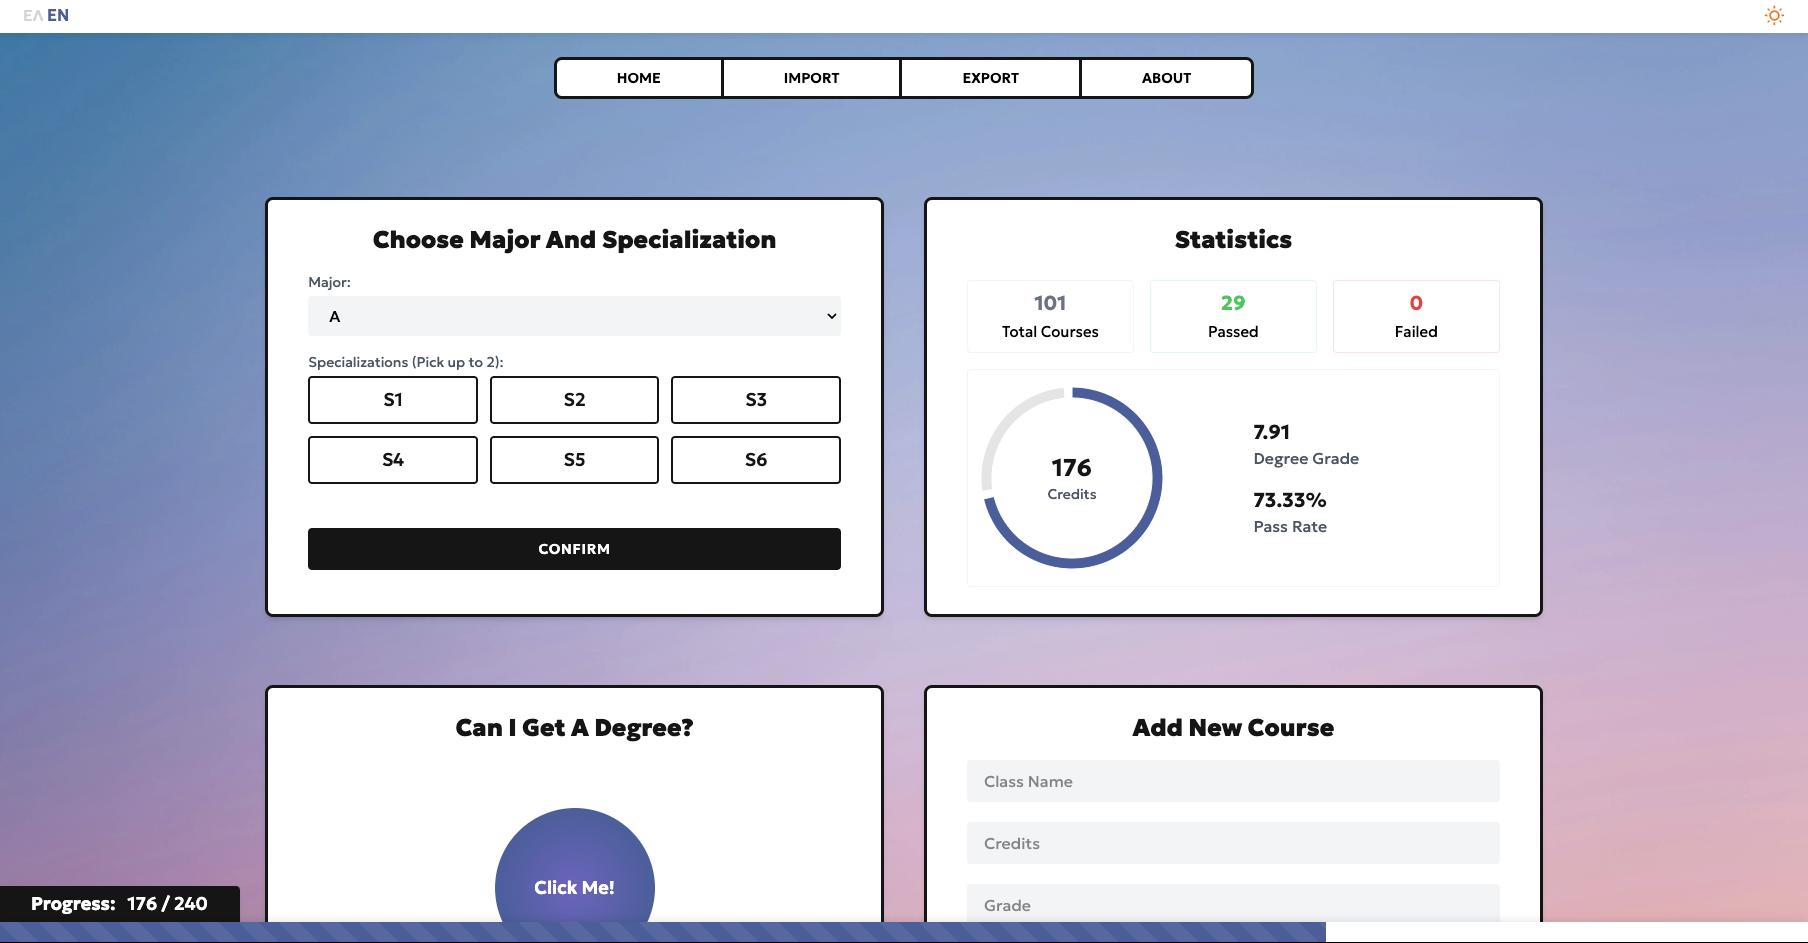 ΕΛ EN
HOME IMPORT EXPORT ABOUT
Choose Major And Specialization
Major:
A
Specializations (Pick up to 2):
S1 S2 S3
S4 S5 S6
CONFIRM
Statistics
101 29 0
Total Courses Passed Failed
176
Credits
7.91
Degree Grade
73.33%
Pass Rate
Can I Get A Degree?
Click Me!
Add New Course
Class Name
Credits
Grade
Progress: 176 / 240